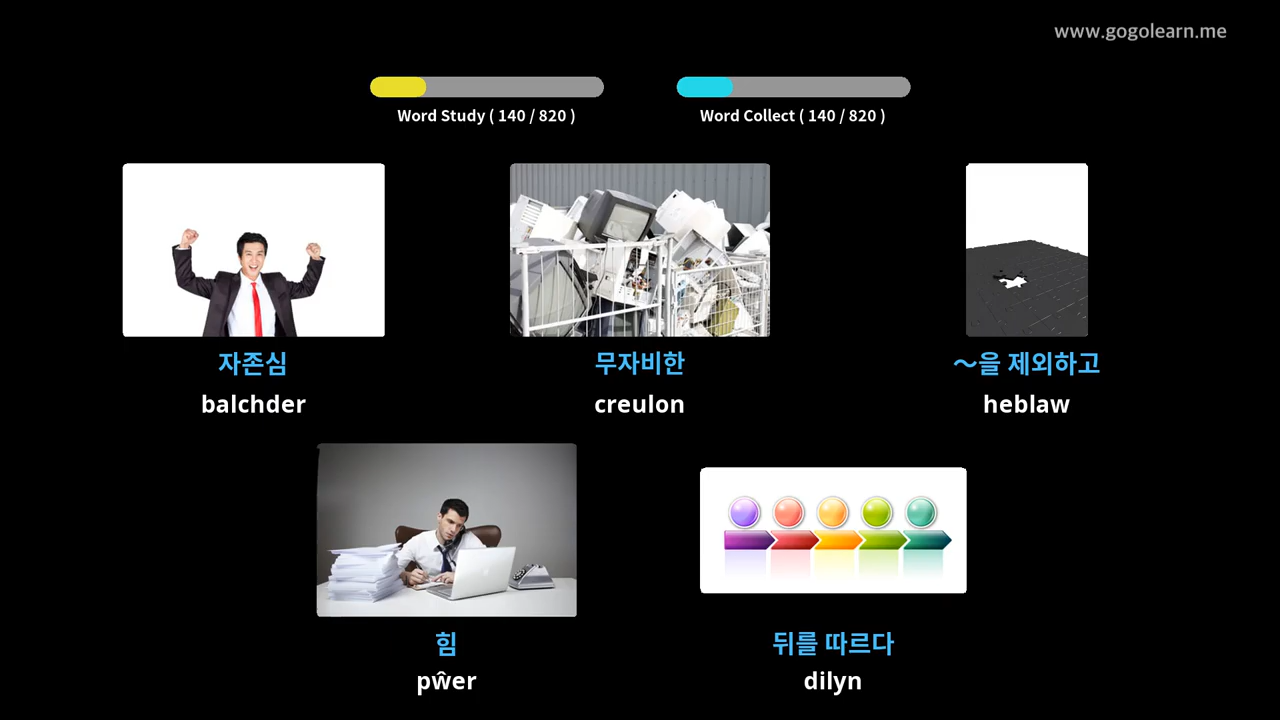 www.gogolearn.me
Word Study ( 140 / 820 )
Word Collect ( 140 / 820 )
자존심
balchder
무자비한
creulon
～을 제외하고
heblaw
힘
pŵer
뒤를 따르다
dilyn